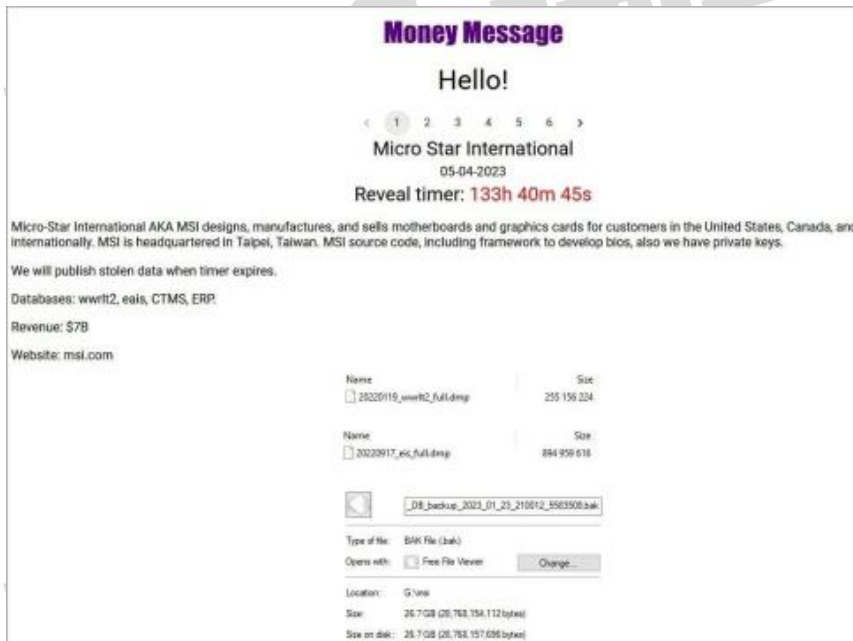 Money Message
Hello!
< 1 2 3 4 5 6 >
Micro Star International
05-04-2023
Reveal timer: 133h 40m 45s
Micro-Star International AKA MSI designs, manufactures, and sells motherboards and graphics cards for customers in the United States, Canada, and
internationally. MSI is headquartered in Taipei, Taiwan. MSI source code, including framework to develop bios, also we have private keys.
We will publish stolen data when timer expires.
Databases: wwrlt2, eais, CTMS, ERP.
Revenue: $7B
Website: msi.com
Name Size
20220119_wwrlt2_full.dmp 255 156 224
Name Size
20220917_eis_full.dmp 894 959 616
_DB_backup_2023_01_23_210012_5583508.bak
Type of file: BAK File (.bak)
Opens with: Free File Viewer Change...
Location: G:\msi
Size: 26.7 GB (28,768,154,112 bytes)
Size on disk: 26.7 GB (28,768,157,696 bytes)